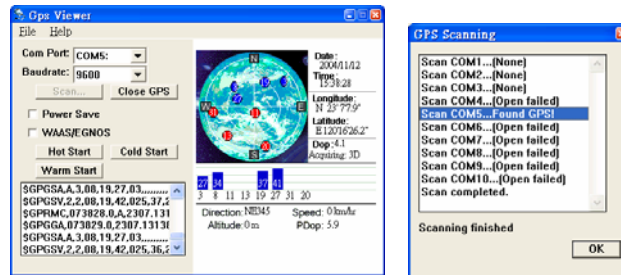 Gps Viewer
File Help
Com Port: COM5:
Baudrate: 9600
Scan... Close GPS
Power Save
WAAS/EGNOS
Hot Start Cold Start
Warm Start
$GPGSA,A,3,08,19,27,03,,,,,,,,,
$GPGSV,2,2,08,19,42,025,37,2
$GPRMC,073828.0,A,2307.131
$GPGGA,073829.0,2307.13130
$GPGSA,A,3,08,19,27,03,,,,,,,,,
$GPGSV,2,2,08,19,42,025,36,2
N
W
E
S
Date:
2004/11/12
Time:
15:38:28
Longitude:
N 23°7'7.9"
Latitude:
E 120°16'26.2"
Dop:4.1
Acquiring: 3D
27 34 37 41
3 8 11 13 19 27 31 20
Direction: NE045 Speed: 0 km/hr
Altitude: 0 m PDop: 5.9
GPS Scanning
Scan COM1...(None)
Scan COM2...(None)
Scan COM3...(None)
Scan COM4...(Open failed)
Scan COM5...Found GPS!
Scan COM6...(Open failed)
Scan COM7...(Open failed)
Scan COM8...(Open failed)
Scan COM9...(Open failed)
Scan COM10...(Open failed)
Scan completed.
Scanning finished
OK